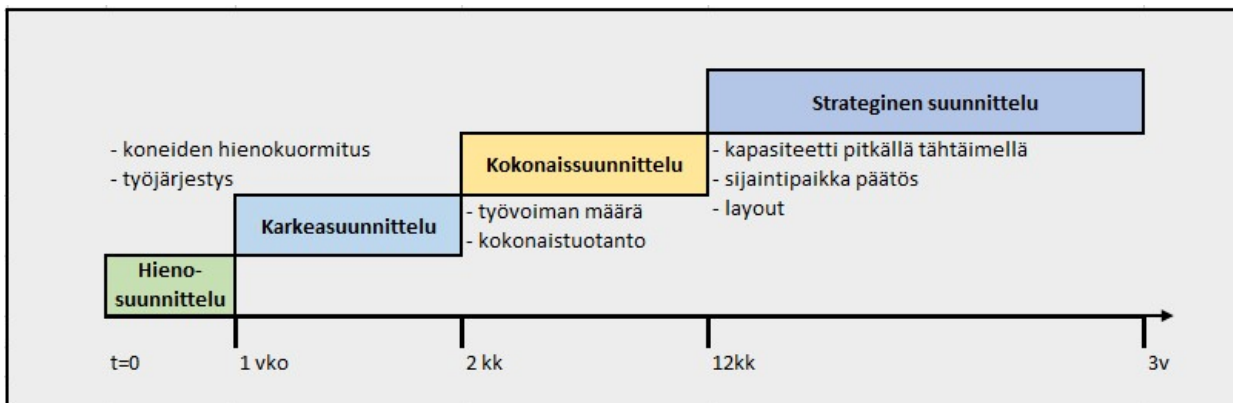 Strateginen suunnittelu
- koneiden hienokuormitus
- työjärjestys
Kokonaissuunnittelu
- kapasiteetti pitkällä tähtäimellä
- sijaintipaikka päätös
- layout
Karkeasuunnittelu
- työvoiman määrä
- kokonaistuotanto
Hieno-
suunnittelu
t=0
1 vko
2 kk
12kk
3v